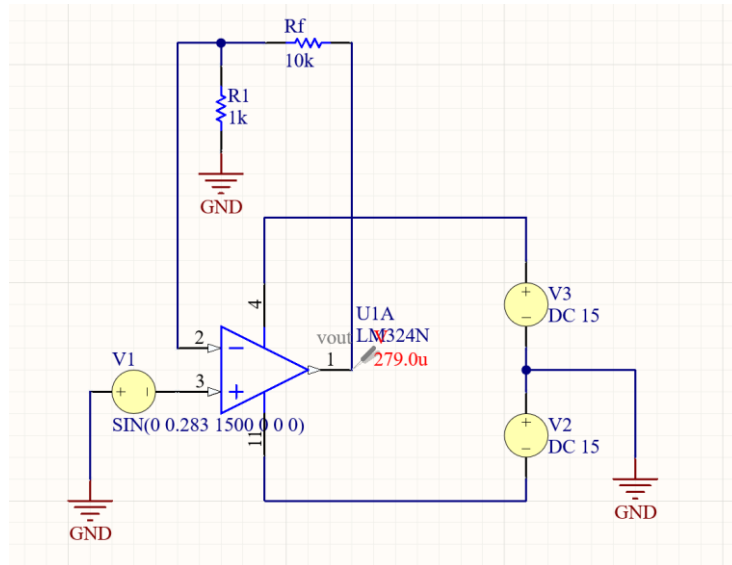 Rf
10k
R1
1k
GND
4
V3
DC 15
U1A
vout
LM324N
V
2
1
279.0u
V1
3
SIN(0 0.283 1500 0 0 0)
11
V2
DC 15
GND
GND